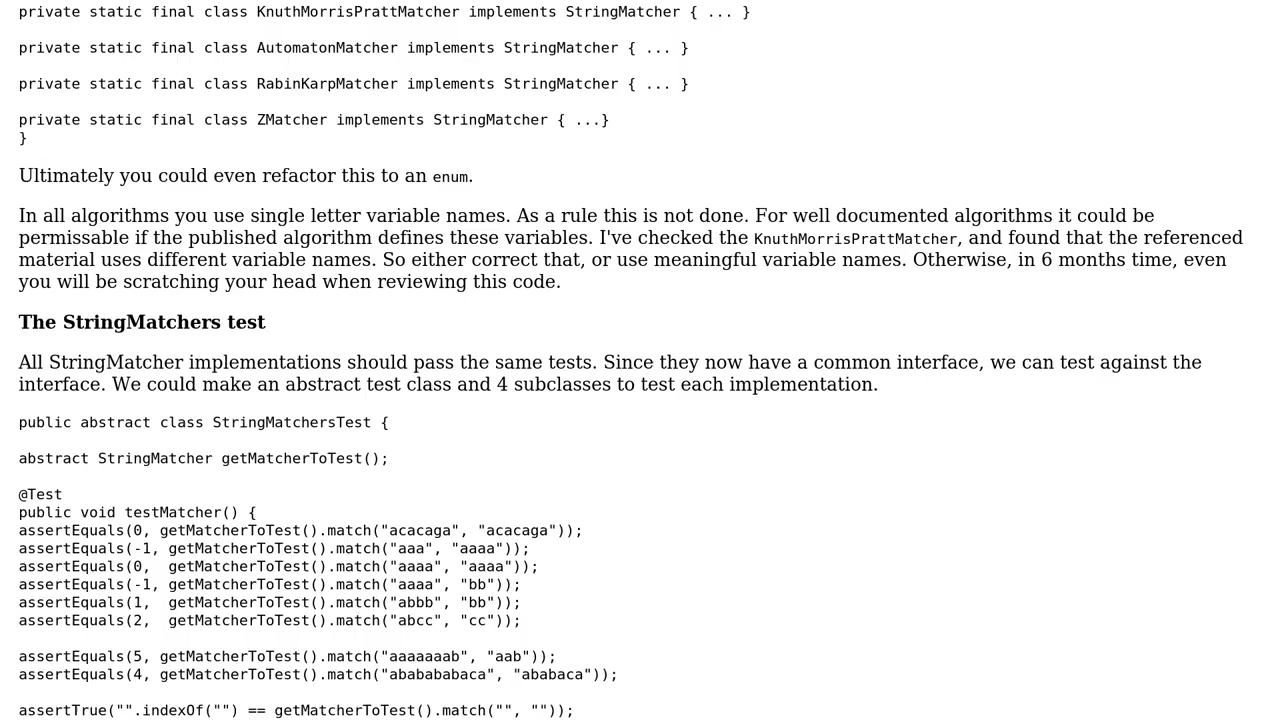 private static final class KnuthMorrisPrattMatcher implements StringMatcher { ... }
private static final class AutomatonMatcher implements StringMatcher { ... }
private static final class RabinKarpMatcher implements StringMatcher { ... }
private static final class ZMatcher implements StringMatcher { ...}
}
Ultimately you could even refactor this to an enum.
In all algorithms you use single letter variable names. As a rule this is not done. For well documented algorithms it could be
permissable if the published algorithm defines these variables. I've checked the KnuthMorrisPrattMatcher, and found that the referenced
material uses different variable names. So either correct that, or use meaningful variable names. Otherwise, in 6 months time, even
you will be scratching your head when reviewing this code.
The StringMatchers test
All StringMatcher implementations should pass the same tests. Since they now have a common interface, we can test against the
interface. We could make an abstract test class and 4 subclasses to test each implementation.
public abstract class StringMatchersTest {
abstract StringMatcher getMatcherToTest();
@Test
public void testMatcher() {
assertEquals(0, getMatcherToTest().match("acacaga", "acacaga"));
assertEquals(-1, getMatcherToTest().match("aaa", "aaaa"));
assertEquals(0,  getMatcherToTest().match("aaaa", "aaaa"));
assertEquals(-1, getMatcherToTest().match("aaaa", "bb"));
assertEquals(1,  getMatcherToTest().match("abbb", "bb"));
assertEquals(2,  getMatcherToTest().match("abcc", "cc"));
assertEquals(5, getMatcherToTest().match("aaaaaaab", "aab"));
assertEquals(4, getMatcherToTest().match("abababababaca", "ababaca"));
assertTrue("".indexOf("") == getMatcherToTest().match("", ""));